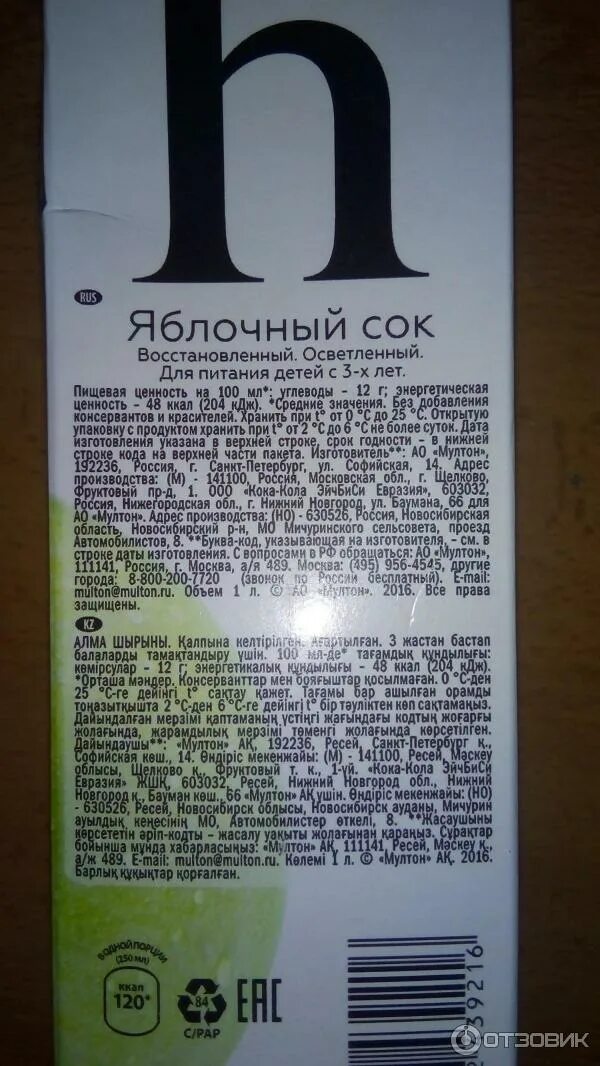 h
RUS
Яблочный сок
Восстановленный. Осветленный.
Для питания детей с 3-х лет.
Пищевая ценность на 100 мл*: углеводы - 12 г; энергетическая
ценность - 48 ккал (204 кДж). *Средние значения. Без добавления
консервантов и красителей. Хранить при t° от 0 °С до 25 °С. Открытую
упаковку с продуктом хранить при t° от 2 °С до 6 °С не более суток. Дата
изготовления указана в верхней строке, срок годности - в нижней
строке кода на верхней части пакета. Изготовитель**: АО «Мултон»,
192236, Россия, г. Санкт-Петербург, ул. Софийская, 14. Адрес
производства: (М) - 141100, Россия, Московская обл., г. Щелково,
Фруктовый пр-д, 1. ООО «Кока-Кола ЭйчБиСи Евразия», 603032,
Россия, Нижегородская обл., г. Нижний Новгород, ул. Баумана, 66 для
АО «Мултон». Адрес производства: (НО) - 630526, Россия, Новосибирская
область, Новосибирский р-н, МО Мичуринского сельсовета, проезд
Автомобилистов, 8. **Буква-код, указывающая на изготовителя, - см. в
строке даты изготовления. С вопросами в РФ обращаться: АО «Мултон»,
111141, Россия, г. Москва, а/я 489. Москва: (495) 956-4545, другие
города: 8-800-200-7720 (звонок по России бесплатный). E-mail:
multon@multon.ru. Объем 1 л. © АО «Мултон». 2016. Все права
защищены.
KZ
АЛМА ШЫРЫНЫ. Қалпына келтірілген. Ағартылған. 3 жастан бастап
балаларды тамақтандыру үшін. 100 мл-де* тағамдық құндылығы:
көмірсулар - 12 г; энергетикалық құндылығы - 48 ккал (204 кДж).
*Орташа мәндер. Консерванттар мен бояғыштар қосылмаған. 0 °С-ден
25 °С-ге дейінгі t° сақтау қажет. Тағамы бар ашылған орамды
тоңазытқышта 2 °С-ден 6 °С-ге дейінгі t° бір тәуліктен көп сақтамаңыз.
Дайындалған мерзімі қаптаманың үстіңгі жағындағы кодтың жоғарғы
жолағында, жарамдылық мерзімі төменгі жолағында көрсетілген.
Дайындаушы**: «Мултон» АҚ, 192236, Ресей, Санкт-Петербург қ.,
Софийская көш., 14. Өндіріс мекенжайы: (М) - 141100, Ресей, Мәскеу
облысы, Щелково қ., Фруктовый т. к., 1-үй. «Кока-Кола ЭйчБиСи
Евразия» ЖШҚ, 603032, Ресей, Нижний Новгород обл., Нижний
Новгород қ., Бауман көш., 66 «Мултон» АҚ үшін. Өндіріс мекенжайы: (НО)
- 630526, Ресей, Новосибирск облысы, Новосибирск ауданы, Мичурин
ауылдық кеңесінің МО, Автомобилистер өткелі, 8. **Жасаушыны
көрсететін әріп-кодты - жасалу уақыты жолағынан қараңыз. Сұрақтар
бойынша мұнда хабарласыңыз: «Мултон» АҚ, 111141, Ресей, Мәскеу қ.,
а/ж 489. E-mail: multon@multon.ru. Көлемі 1 л. © «Мултон» АҚ. 2016.
Барлық құқықтар қорғалған.
В ОДНОЙ ПОРЦИИ
(250 мл)
ккал
120*
84
C/PAP
EAC
39216
ОТЗОВИК